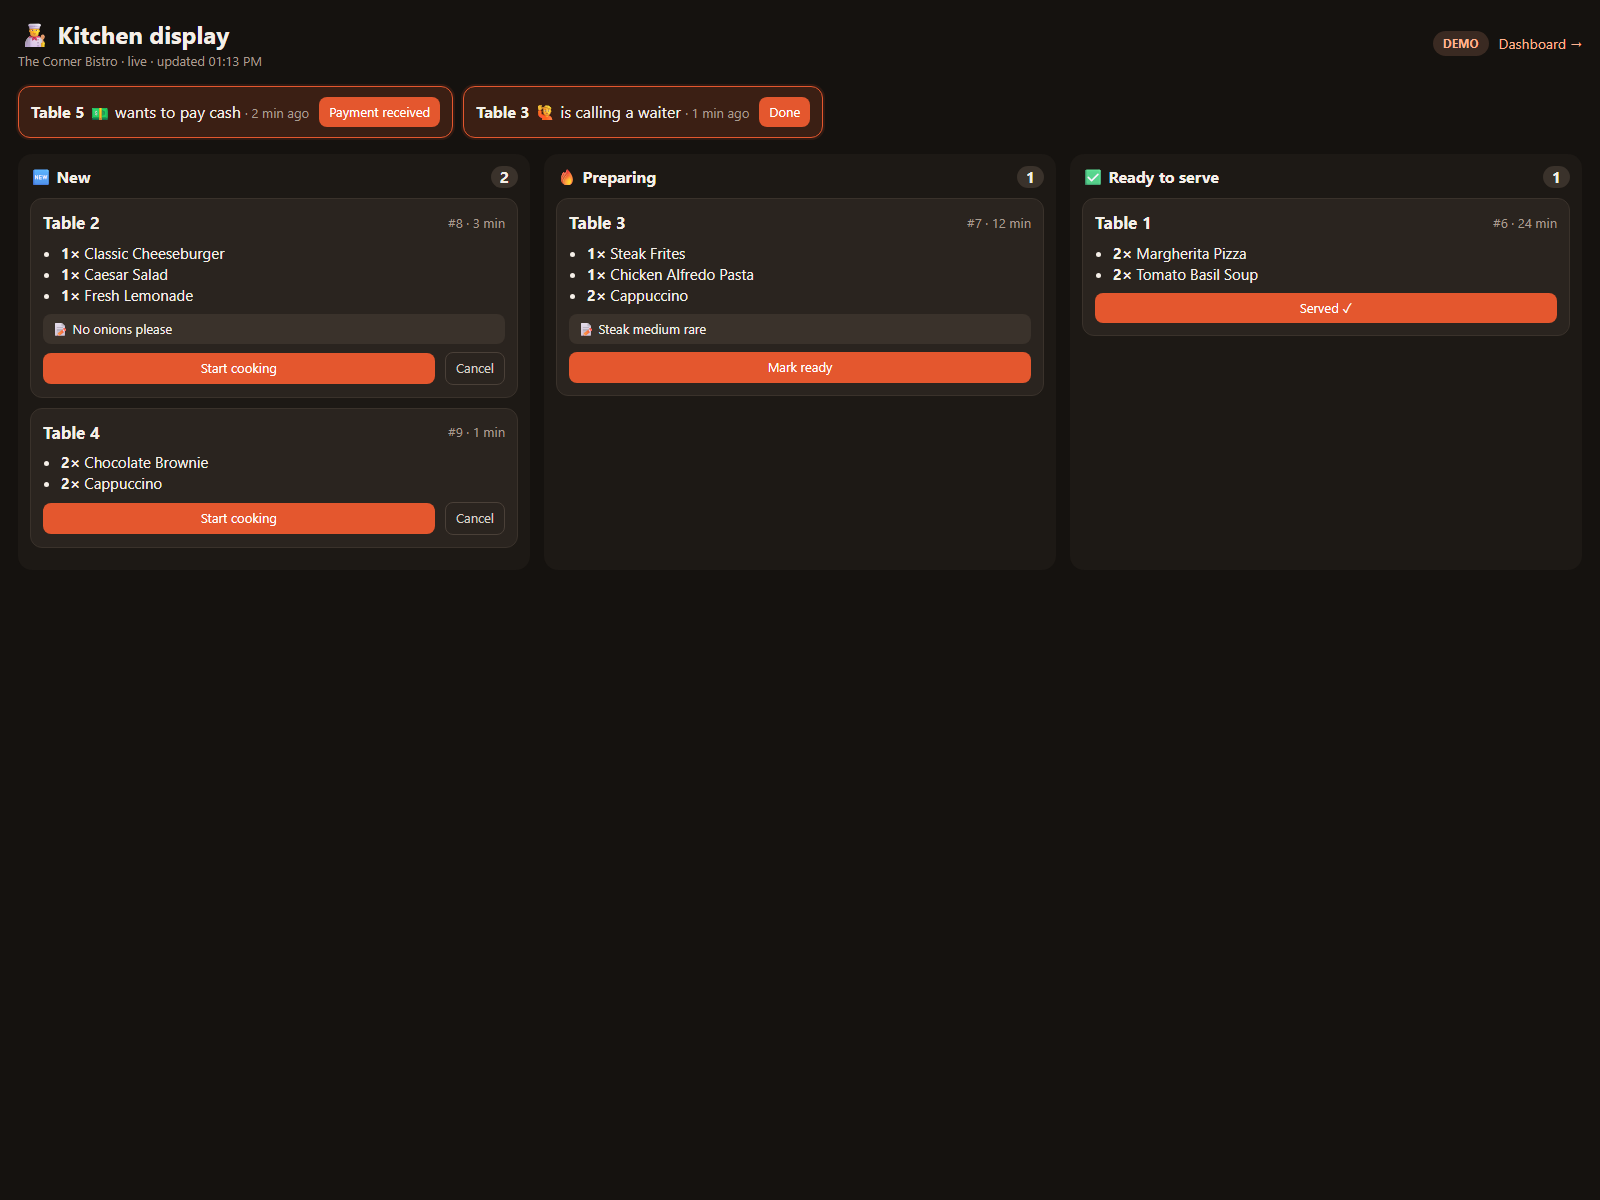 Kitchen display
The Corner Bistro · live · updated 01:13 PM
DEMO
Dashboard →
Table 5 💵 wants to pay cash · 2 min ago
Payment received
Table 3 🙋 is calling a waiter · 1 min ago
Done
🆕 New
2
Table 2
#8 · 3 min
• 1× Classic Cheeseburger
• 1× Caesar Salad
• 1× Fresh Lemonade
📝 No onions please
Start cooking
Cancel
Table 4
#9 · 1 min
• 2× Chocolate Brownie
• 2× Cappuccino
Start cooking
Cancel
🔥 Preparing
1
Table 3
#7 · 12 min
• 1× Steak Frites
• 1× Chicken Alfredo Pasta
• 2× Cappuccino
📝 Steak medium rare
Mark ready
✅ Ready to serve
1
Table 1
#6 · 24 min
• 2× Margherita Pizza
• 2× Tomato Basil Soup
Served ✓